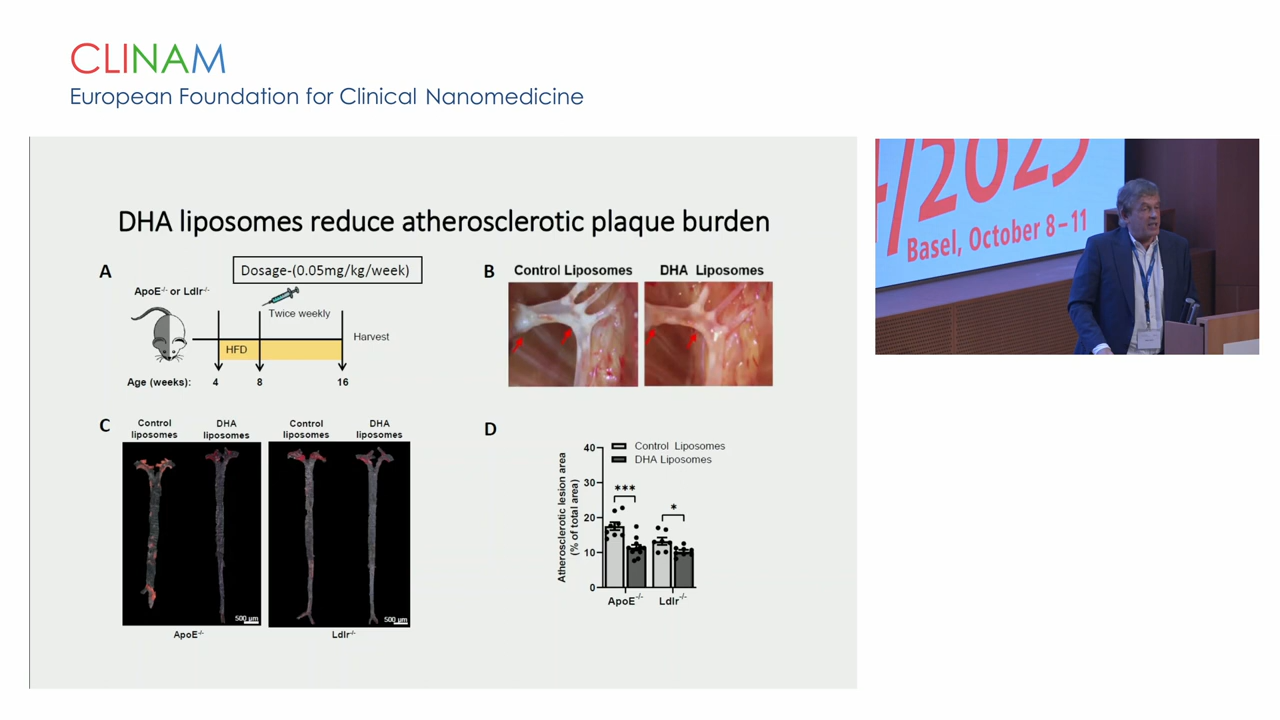 CLINAM
European Foundation for Clinical Nanomedicine
DHA liposomes reduce atherosclerotic plaque burden
A
Dosage-(0.05mg/kg/week)
ApoE-/- or Ldlr-/-
Twice weekly
Harvest
HFD
Age (weeks): 4 8 16
B
Control Liposomes DHA Liposomes
C
Control liposomes
DHA liposomes
Control liposomes
DHA liposomes
500 µm
500 µm
ApoE-/-
Ldlr-/-
D
Control Liposomes
DHA Liposomes
Atherosclerotic lesion area
(% of total area)
40
30
20
10
0
***
*
ApoE-/- Ldlr-/-
/2025
Basel, October 8–11